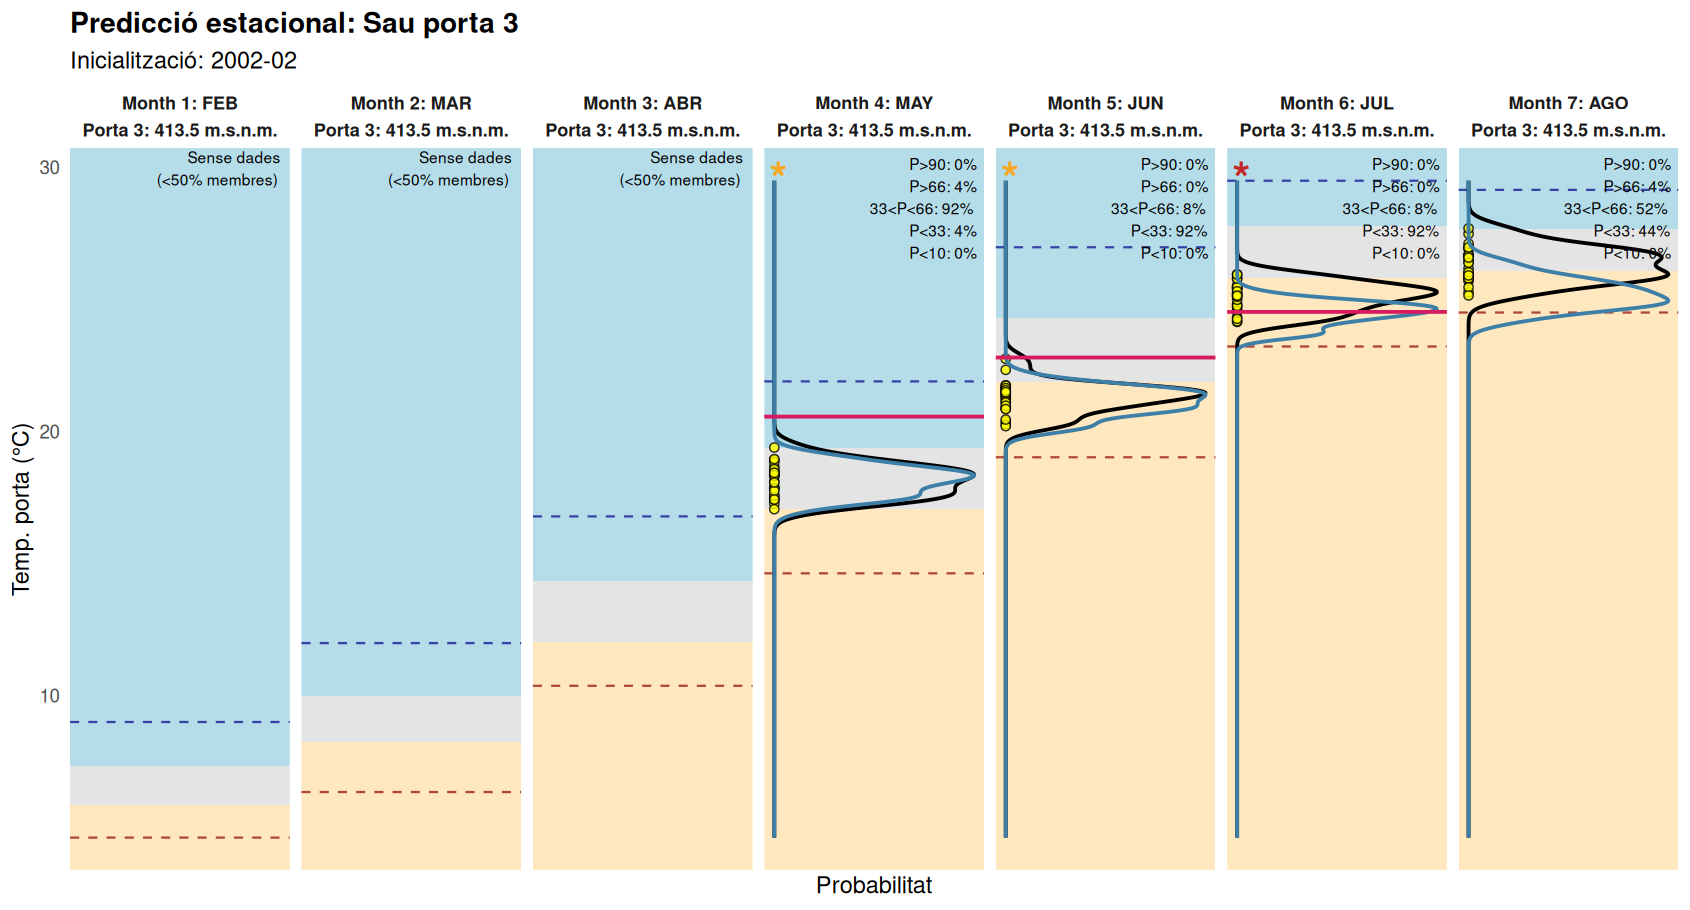 Predicció estacional: Sau porta 3
Inicialització: 2002-02
Month 1: FEB
Porta 3: 413.5 m.s.n.m.
Sense dades
(<50% membres)
Month 2: MAR
Porta 3: 413.5 m.s.n.m.
Sense dades
(<50% membres)
Month 3: ABR
Porta 3: 413.5 m.s.n.m.
Sense dades
(<50% membres)
Month 4: MAY
Porta 3: 413.5 m.s.n.m.
*
P>90: 0%
P>66: 4%
33<P<66: 92%
P<33: 4%
P<10: 0%
Month 5: JUN
Porta 3: 413.5 m.s.n.m.
*
P>90: 0%
P>66: 0%
33<P<66: 8%
P<33: 92%
P<10: 0%
Month 6: JUL
Porta 3: 413.5 m.s.n.m.
*
P>90: 0%
P>66: 0%
33<P<66: 8%
P<33: 92%
P<10: 0%
Month 7: AGO
Porta 3: 413.5 m.s.n.m.
P>90: 0%
P>66: 4%
33<P<66: 52%
P<33: 44%
P<10: 0%
30
20
10
Temp. porta (°C)
Probabilitat